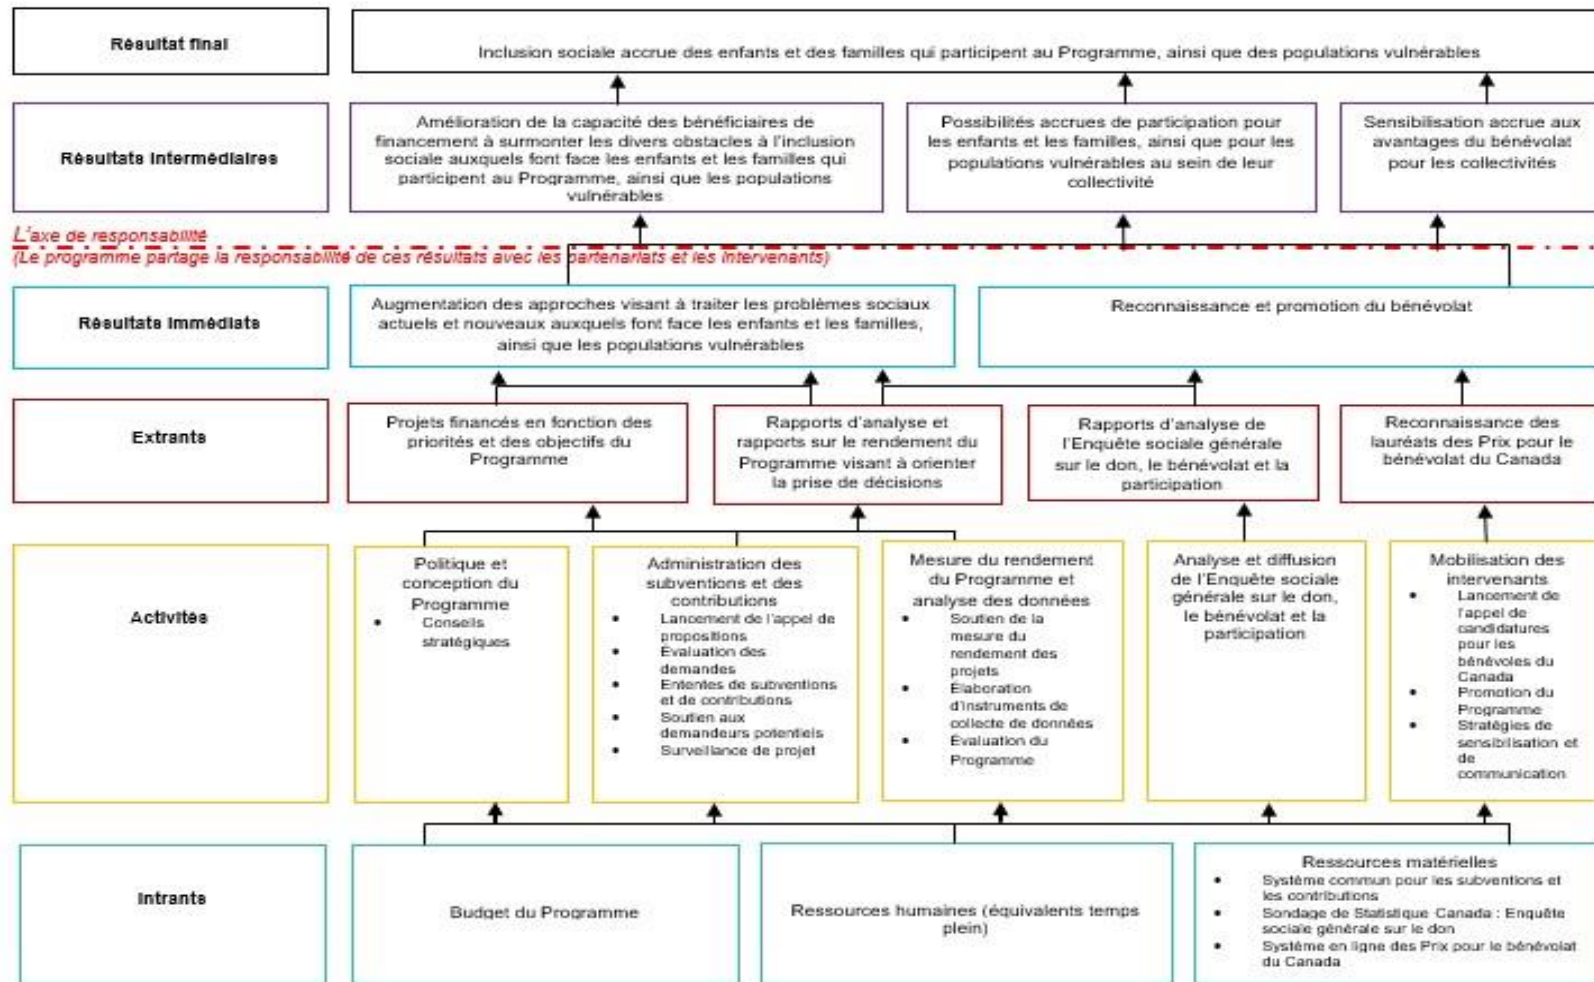 Résultat final
Inclusion sociale accrue des enfants et des familles qui participent au Programme, ainsi que des populations vulnérables
Résultats intermédiaires
Amélioration de la capacité des bénéficiaires de
financement à surmonter les divers obstacles à l'inclusion
sociale auxquels font face les enfants et les familles qui
participent au Programme, ainsi que les populations
vulnérables
Possibilités accrues de participation pour
les enfants et les familles, ainsi que pour les
populations vulnérables au sein de leur
collectivité
Sensibilisation accrue aux
avantages du bénévolat
pour les collectivités
L'axe de responsabilité
(Le programme partage la responsabilité de ces résultats avec les partenariats et les intervenants)
Résultats immédiats
Augmentation des approches visant à traiter les problèmes sociaux
actuels et nouveaux auxquels font face les enfants et les familles,
ainsi que les populations vulnérables
Reconnaissance et promotion du bénévolat
Extrants
Projets financés en fonction des
priorités et des objectifs du
Programme
Rapports d'analyse et
rapports sur le rendement du
Programme visant à orienter
la prise de décisions
Rapports d'analyse de
l'Enquête sociale générale
sur le don, le bénévolat et la
participation
Reconnaissance des
lauréats des Prix pour le
bénévolat du Canada
Activités
Politique et
conception du
Programme
• Conseils
stratégiques
Administration des
subventions et des
contributions
• Lancement de l'appel de
propositions
• Évaluation des
demandes
• Ententes de subventions
et de contributions
• Soutien aux
demandeurs potentiels
• Surveillance de projet
Mesure du rendement
du Programme et
analyse des données
• Soutien de la
mesure du
rendement des
projets
• Élaboration
d'instruments de
collecte de données
• Évaluation du
Programme
Analyse et diffusion
de l'Enquête sociale
générale sur le don,
le bénévolat et la
participation
Mobilisation des
intervenants
• Lancement de
l'appel de
candidatures
pour les
bénévoles du
Canada
• Promotion du
Programme
• Stratégies de
sensibilisation et
de
communication
Intrants
Budget du Programme
Ressources humaines (équivalents temps
plein)
Ressources matérielles
• Système commun pour les subventions et
les contributions
• Sondage de Statistique Canada : Enquête
sociale générale sur le don
• Système en ligne des Prix pour le bénévolat
du Canada